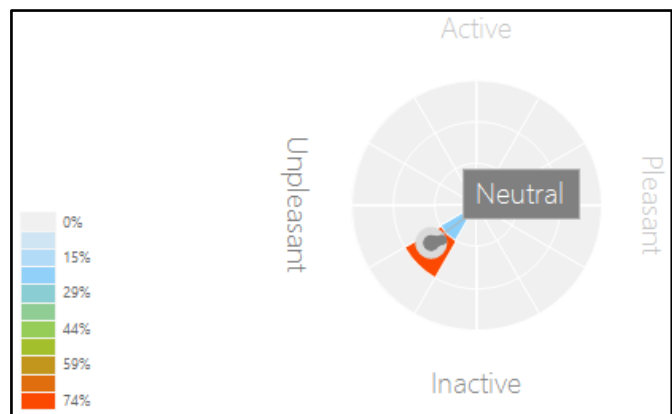 Active
Unpleasant
Neutral
Pleasant
0%
15%
29%
44%
59%
74%
Inactive